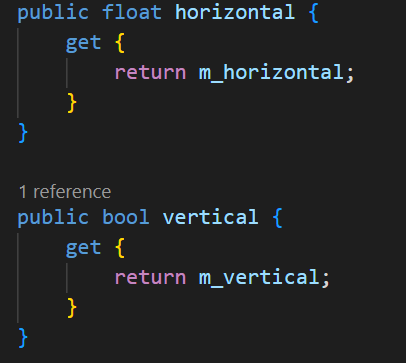 public float horizontal {
get {
return m_horizontal;
}
}
1 reference
public bool vertical {
get {
return m_vertical;
}
}